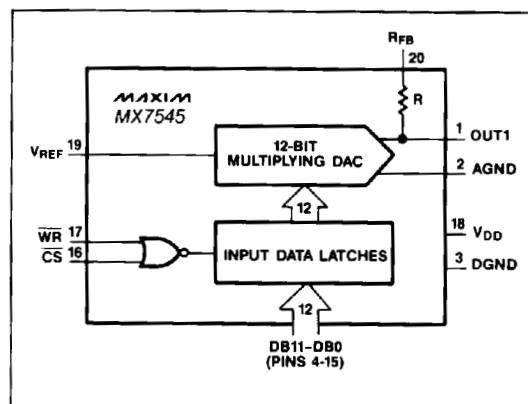 RFB
20
MAXIM
MX7545
R
VREF 19
12-BIT
MULTIPLYING DAC
1 OUT1
2 AGND
12
WR 17
CS 16
INPUT DATA LATCHES
18 VDD
3 DGND
12
DB11-DB0
(PINS 4-15)